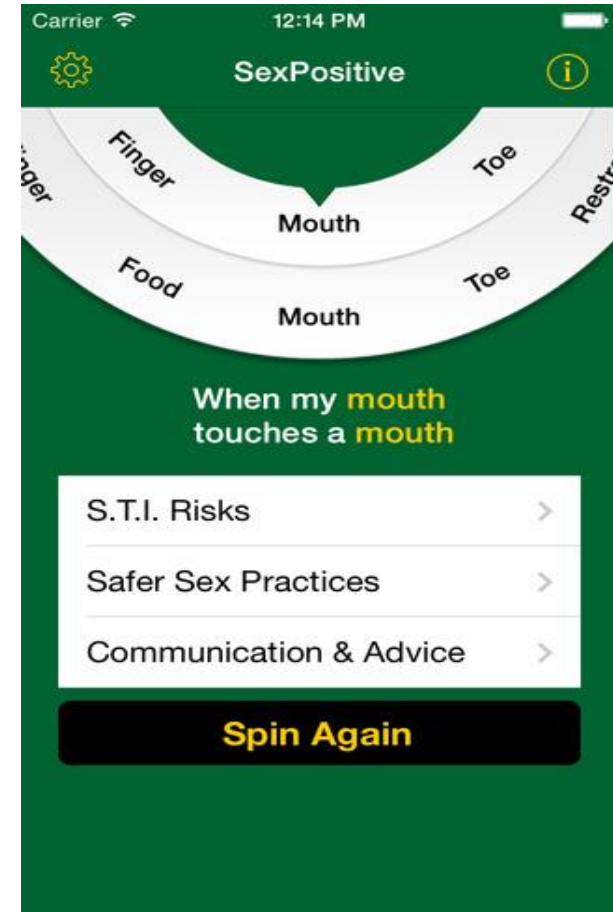 Carrier 12:14 PM
SexPositive
Finger Mouth Toe
Food Mouth Toe
When my mouth
touches a mouth
S.T.I. Risks
Safer Sex Practices
Communication & Advice
Spin Again